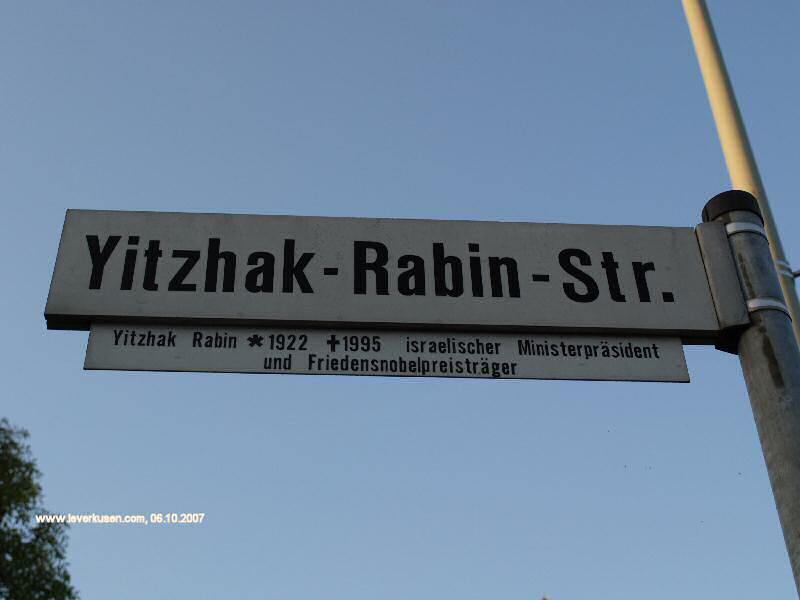 Yitzhak-Rabin-Str.
Yitzhak Rabin *1922 ✝1995 israelischer Ministerpräsident
und Friedensnobelpreisträger
www.leverkusen.com, 06.10.2007